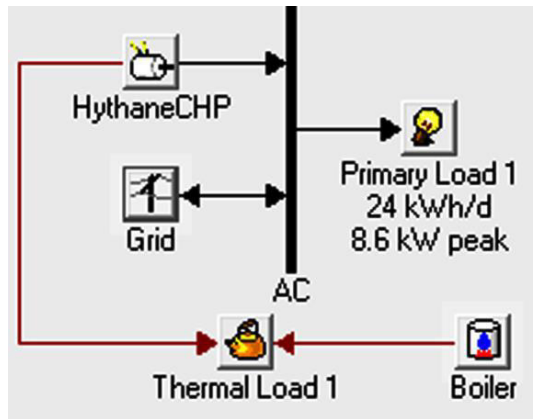 HythaneCHP
Primary Load 1
24 kWh/d
8.6 kW peak
Grid
AC
Thermal Load 1
Boiler